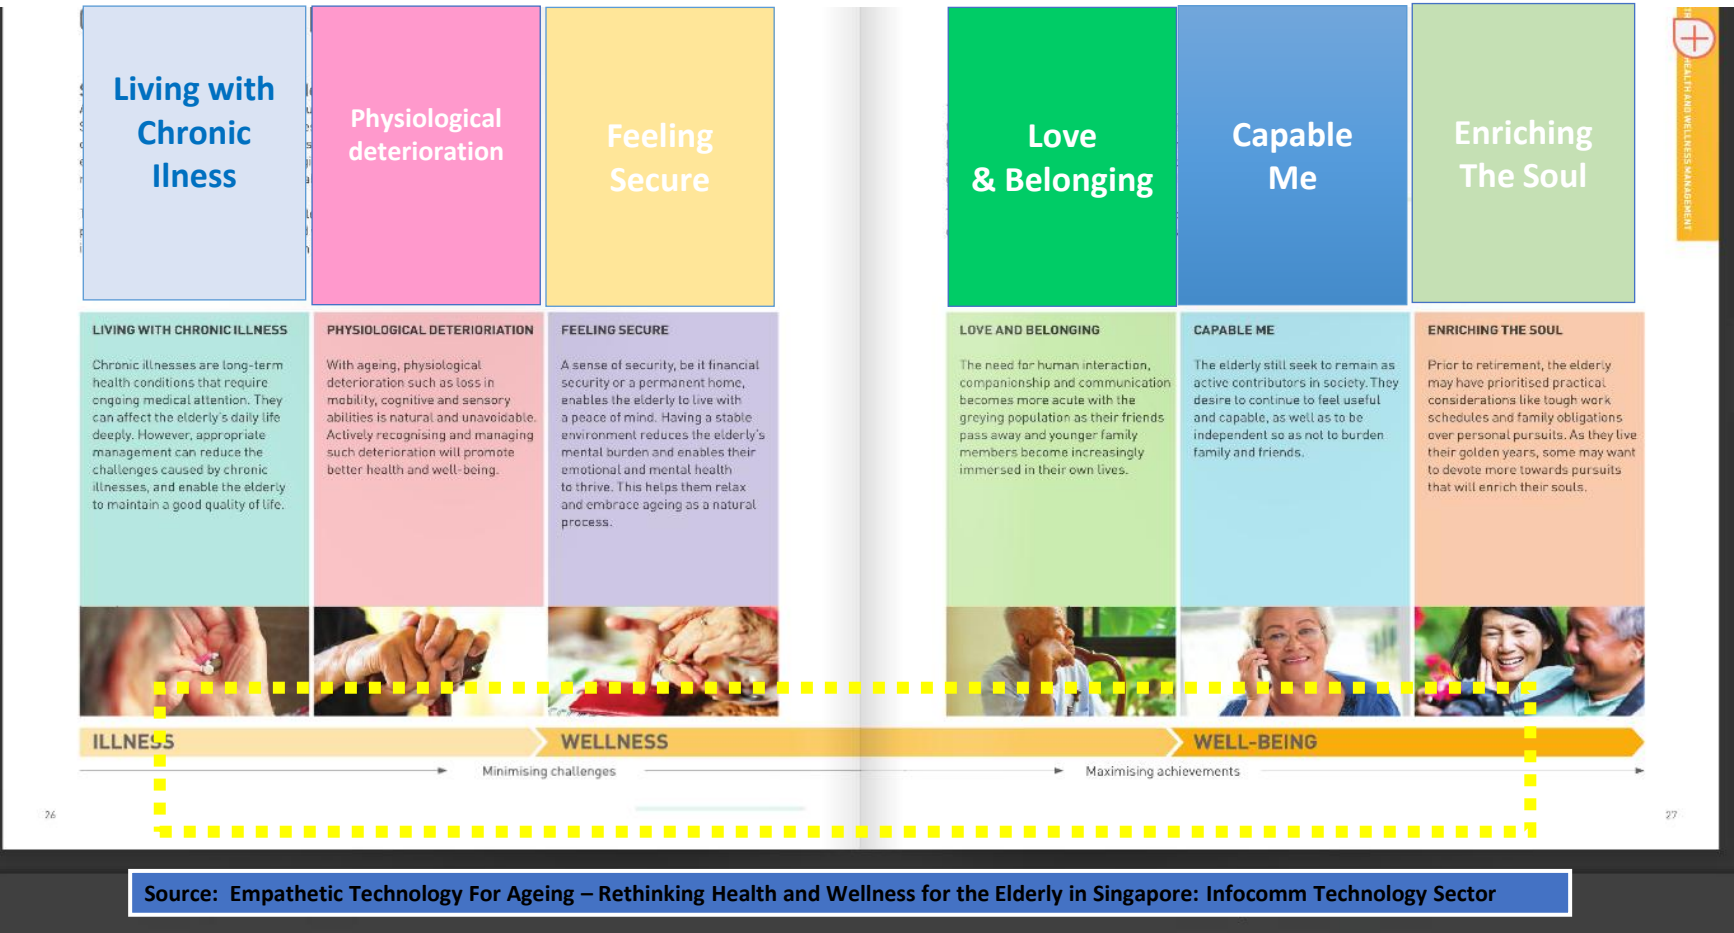 Living with
Chronic
Ilness
Physiological
deterioration
Feeling
Secure
Love
& Belonging
Capable
Me
Enriching
The Soul
HEALTH AND WELLNESS MANAGEMENT
LIVING WITH CHRONIC ILLNESS
Chronic illnesses are long-term
health conditions that require
ongoing medical attention. They
can affect the elderly's daily life
deeply. However, appropriate
management can reduce the
challenges caused by chronic
illnesses, and enable the elderly
to maintain a good quality of life.
PHYSIOLOGICAL DETERIORIATION
With ageing, physiological
deterioration such as loss in
mobility, cognitive and sensory
abilities is natural and unavoidable.
Actively recognising and managing
such deterioration will promote
better health and well-being.
FEELING SECURE
A sense of security, be it financial
security or a permanent home,
enables the elderly to live with
a peace of mind. Having a stable
environment reduces the elderly's
mental burden and enables their
emotional and mental health
to thrive. This helps them relax
and embrace ageing as a natural
process.
LOVE AND BELONGING
The need for human interaction,
companionship and communication
becomes more acute with the
greying population as their friends
pass away and younger family
members become increasingly
immersed in their own lives.
CAPABLE ME
The elderly still seek to remain as
active contributors in society. They
desire to continue to feel useful
and capable, as well as to be
independent so as not to burden
family and friends.
ENRICHING THE SOUL
Prior to retirement, the elderly
may have prioritised practical
considerations like tough work
schedules and family obligations
over personal pursuits. As they live
their golden years, some may want
to devote more towards pursuits
that will enrich their souls.
ILLNESS
WELLNESS
WELL-BEING
Minimising challenges
Maximising achievements
26
27
Source: Empathetic Technology For Ageing – Rethinking Health and Wellness for the Elderly in Singapore: Infocomm Technology Sector